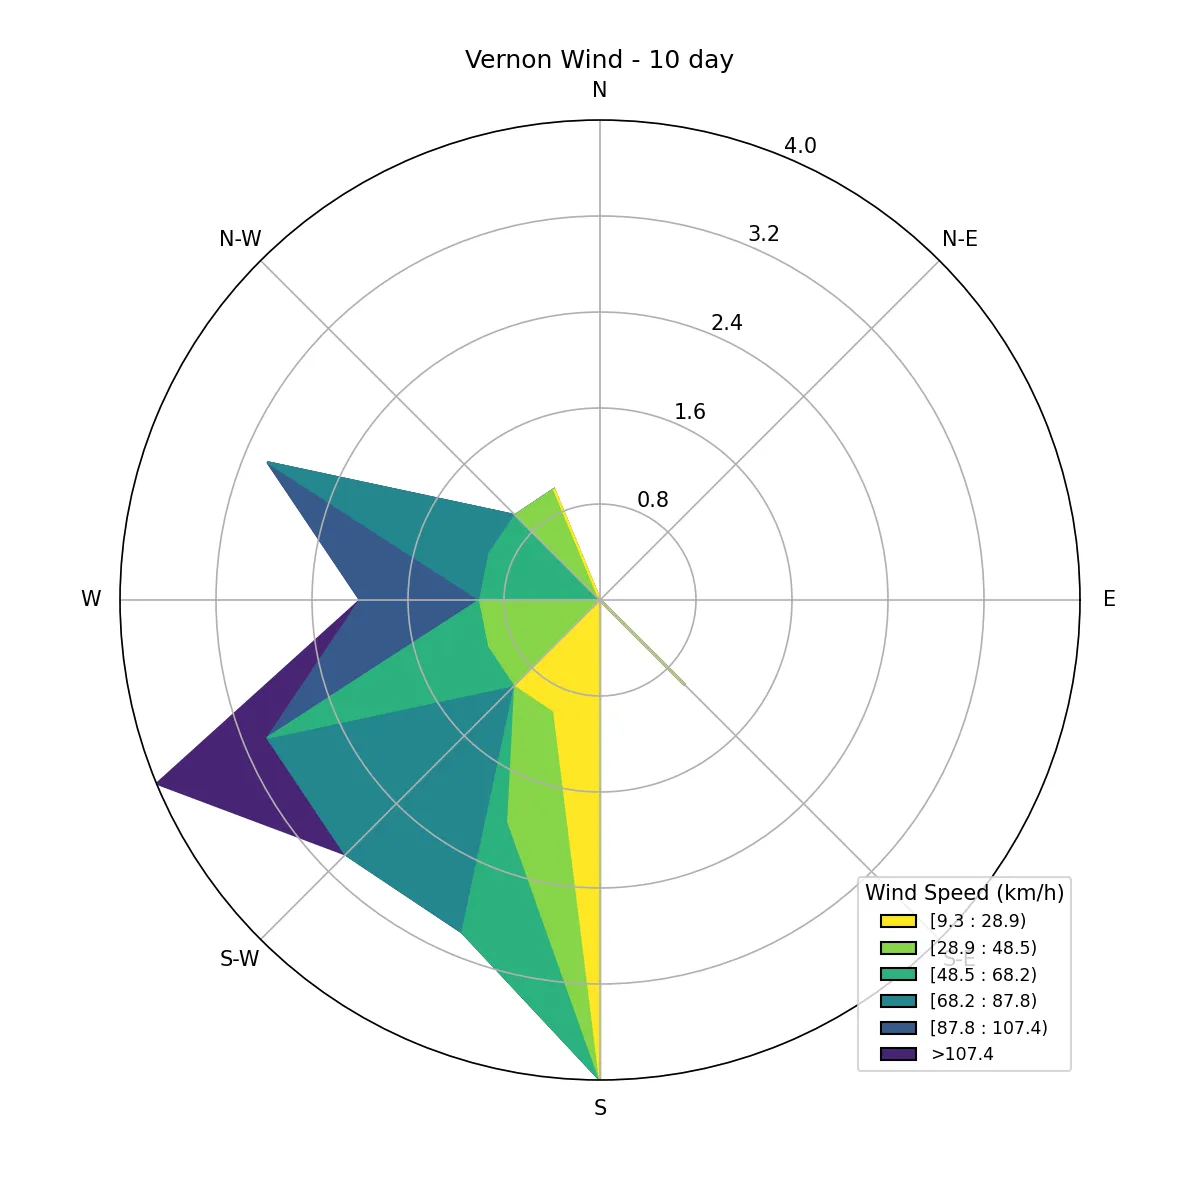 Vernon Wind - 10 day
N
4.0
N-W
3.2
N-E
2.4
1.6
0.8
W
E
S-W
S-E
Wind Speed (km/h)
[9.3 : 28.9)
[28.9 : 48.5)
[48.5 : 68.2)
[68.2 : 87.8)
[87.8 : 107.4)
>107.4
S